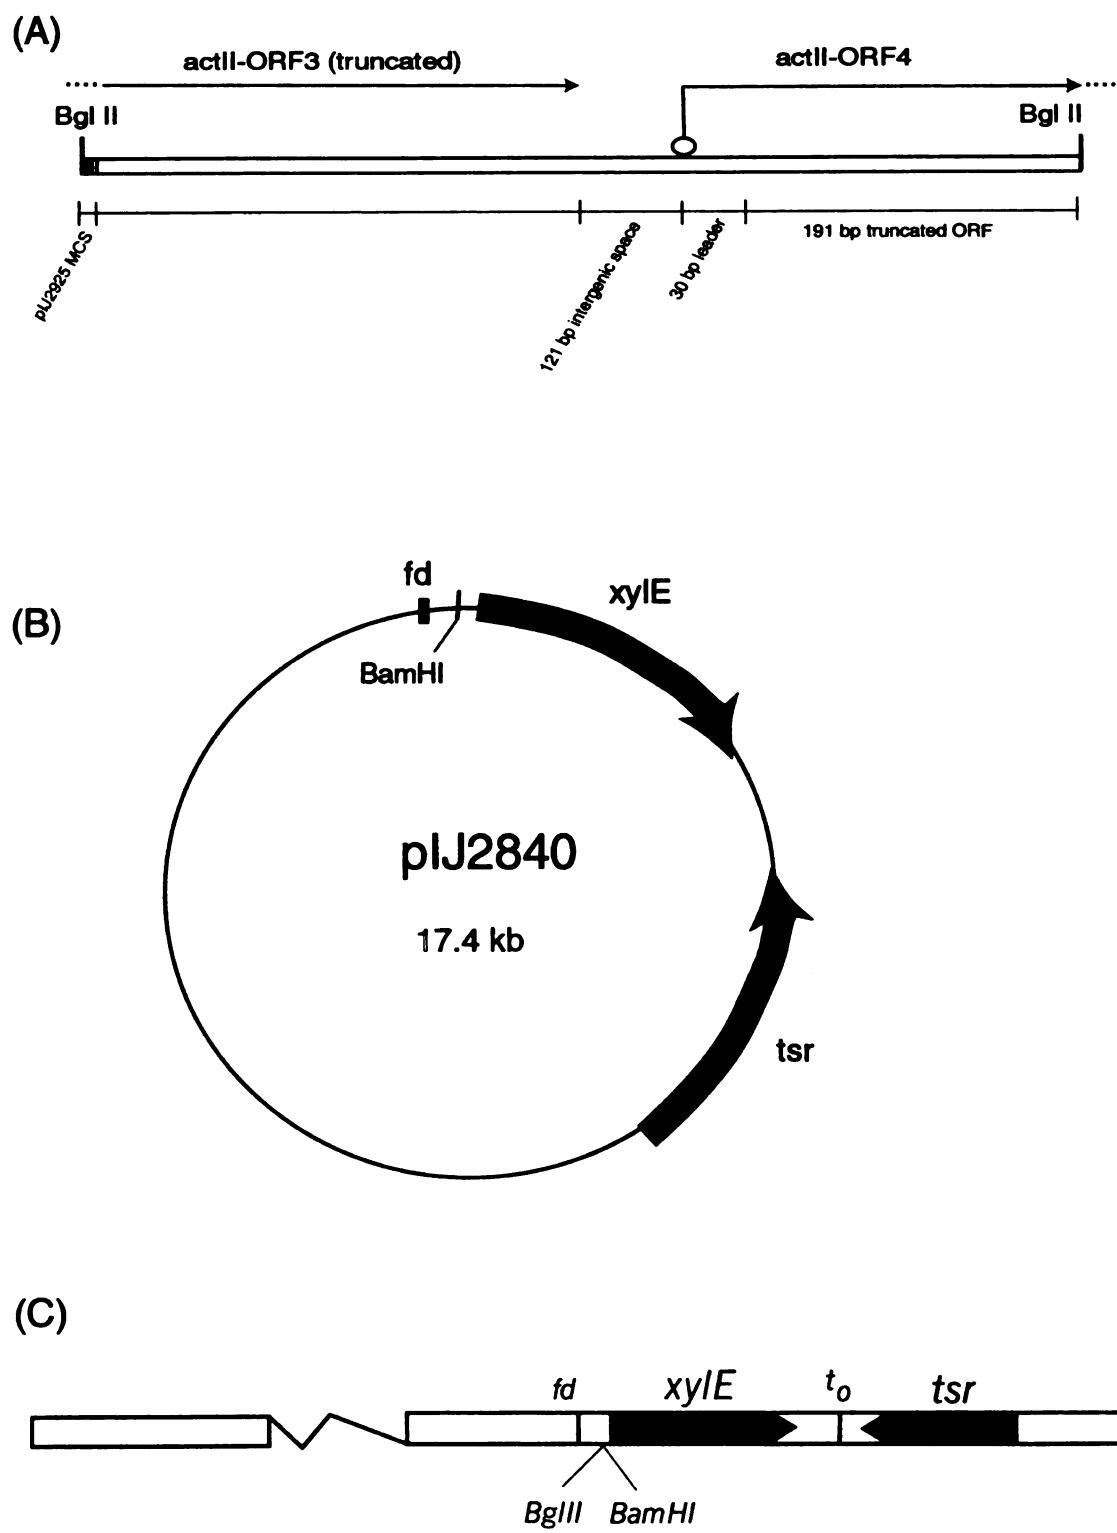 (A)
actII-ORF3 (truncated)
actII-ORF4
Bgl II
Bgl II
pIJ2925 MCS
121 bp intergenic space
30 bp leader
191 bp truncated ORF
(B)
fd
xylE
BamHI
pIJ2840
17.4 kb
tsr
(C)
fd
xylE
to
tsr
BglII
BamHI